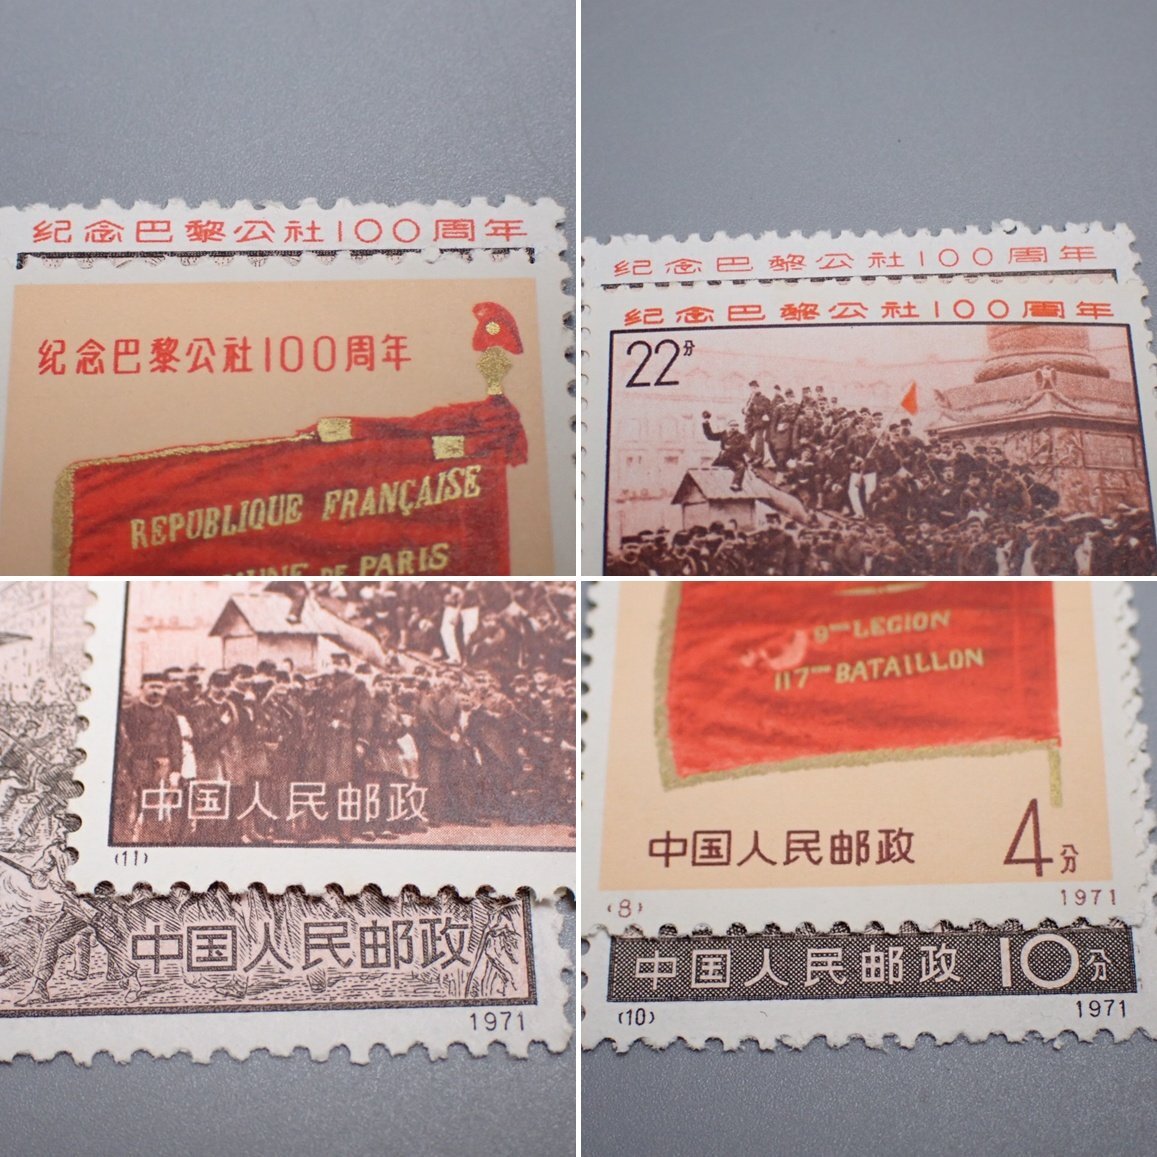 纪念巴黎公社100周年
纪念巴黎公社100周年
REPUBLIQUE FRANÇAISE
DE PARIS
纪念巴黎公社100周年
纪念巴黎公社100周年
22分
中国人民邮政
(11)
中国人民邮政
1971
9me LEGION
117me BATAILLON
中国人民邮政 4分
(8) 1971
中国人民邮政 10分
(10) 1971